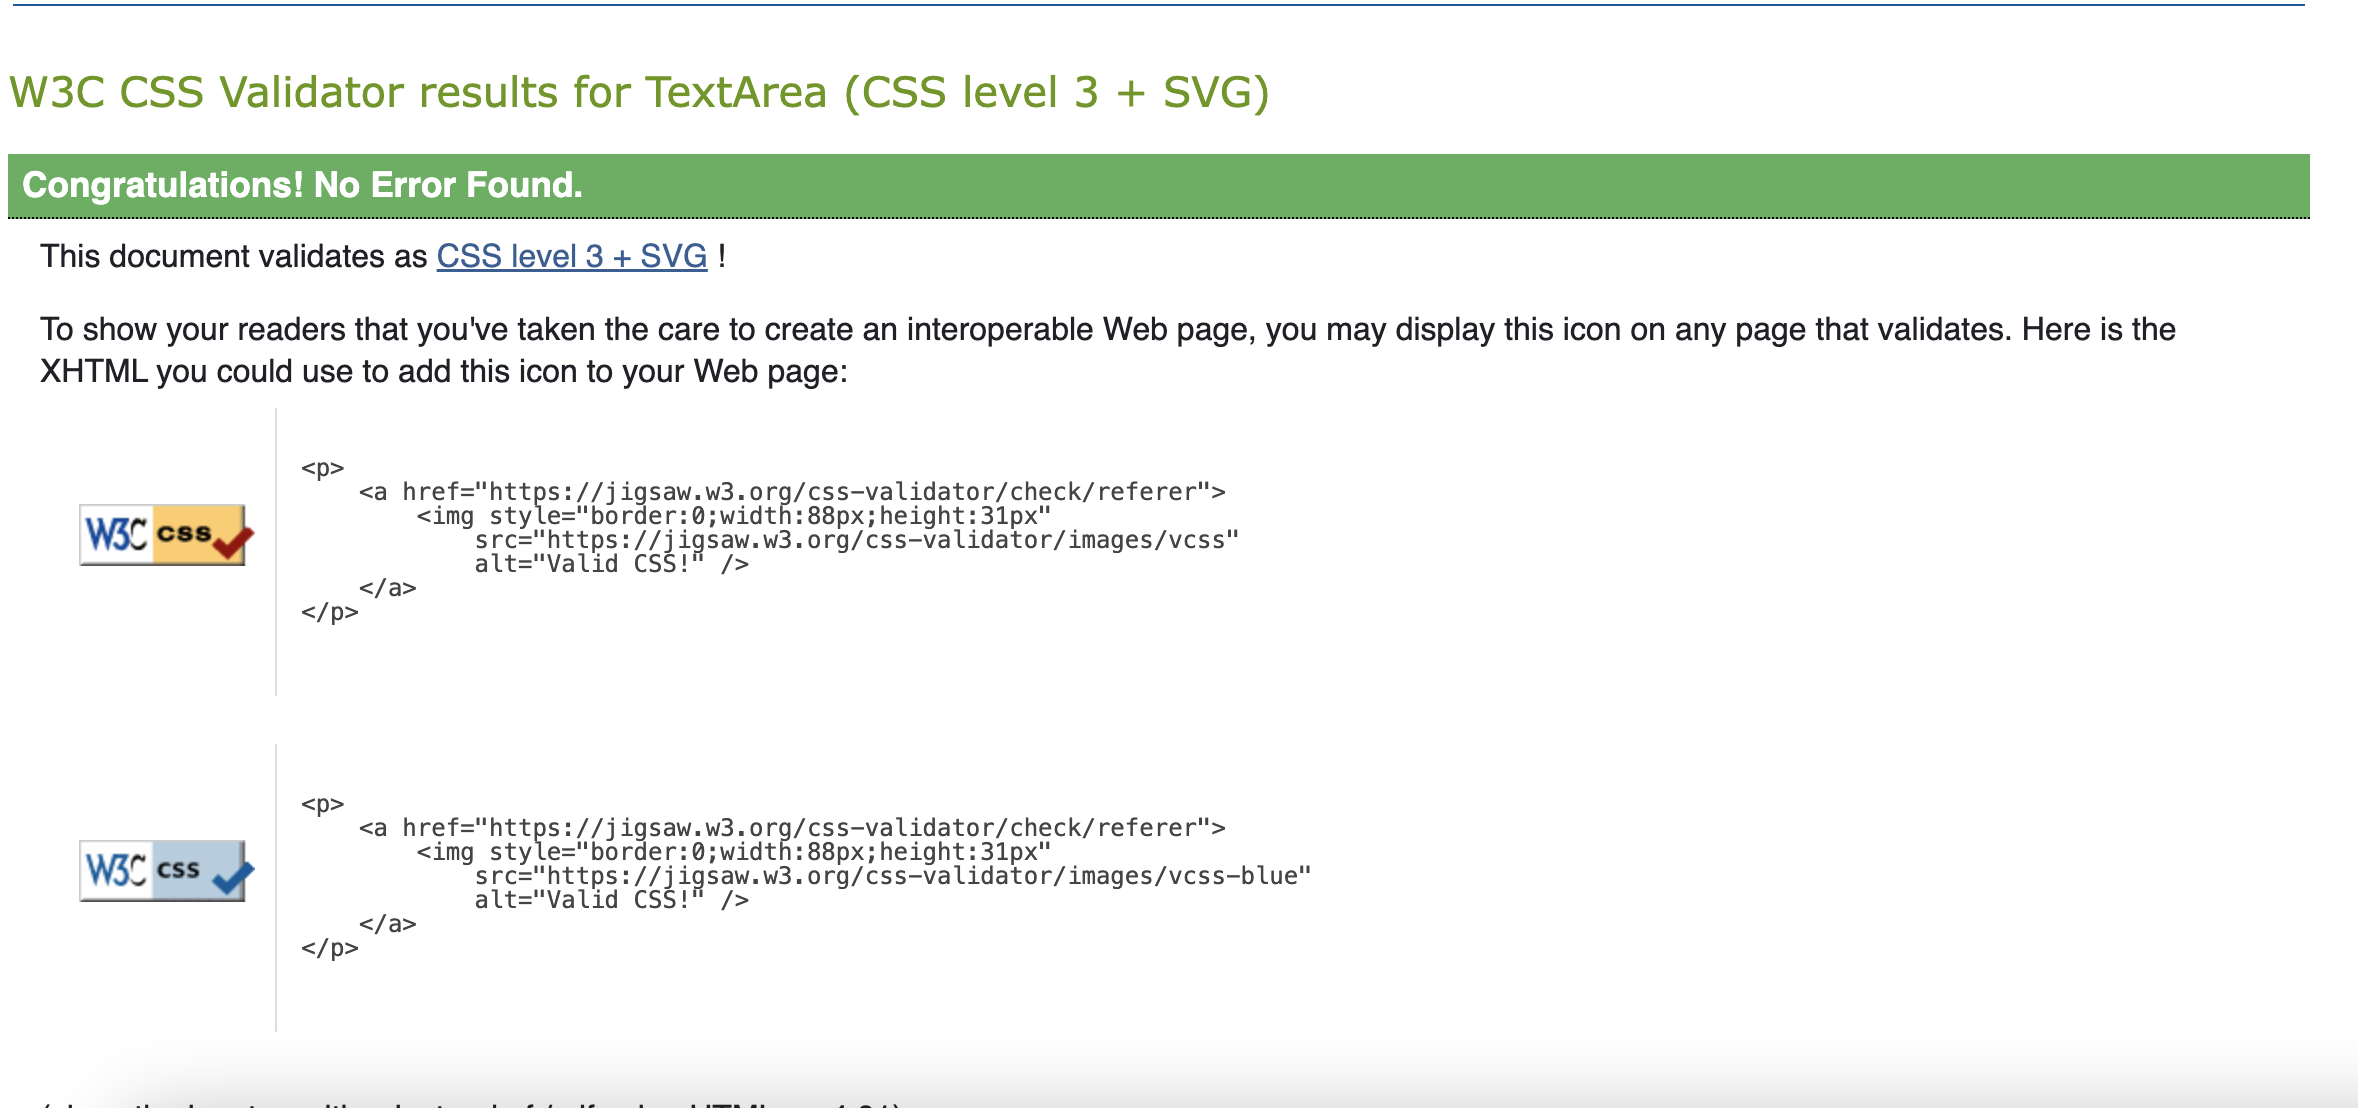 W3C CSS Validator results for TextArea (CSS level 3 + SVG)
Congratulations! No Error Found.
This document validates as CSS level 3 + SVG !
To show your readers that you've taken the care to create an interoperable Web page, you may display this icon on any page that validates. Here is the
XHTML you could use to add this icon to your Web page:
W3C css
<p>
<a href="https://jigsaw.w3.org/css-validator/check/referer">
<img style="border:0;width:88px;height:31px"
src="https://jigsaw.w3.org/css-validator/images/vcss"
alt="Valid CSS!" />
</a>
</p>
W3C css
<p>
<a href="https://jigsaw.w3.org/css-validator/check/referer">
<img style="border:0;width:88px;height:31px"
src="https://jigsaw.w3.org/css-validator/images/vcss-blue"
alt="Valid CSS!" />
</a>
</p>